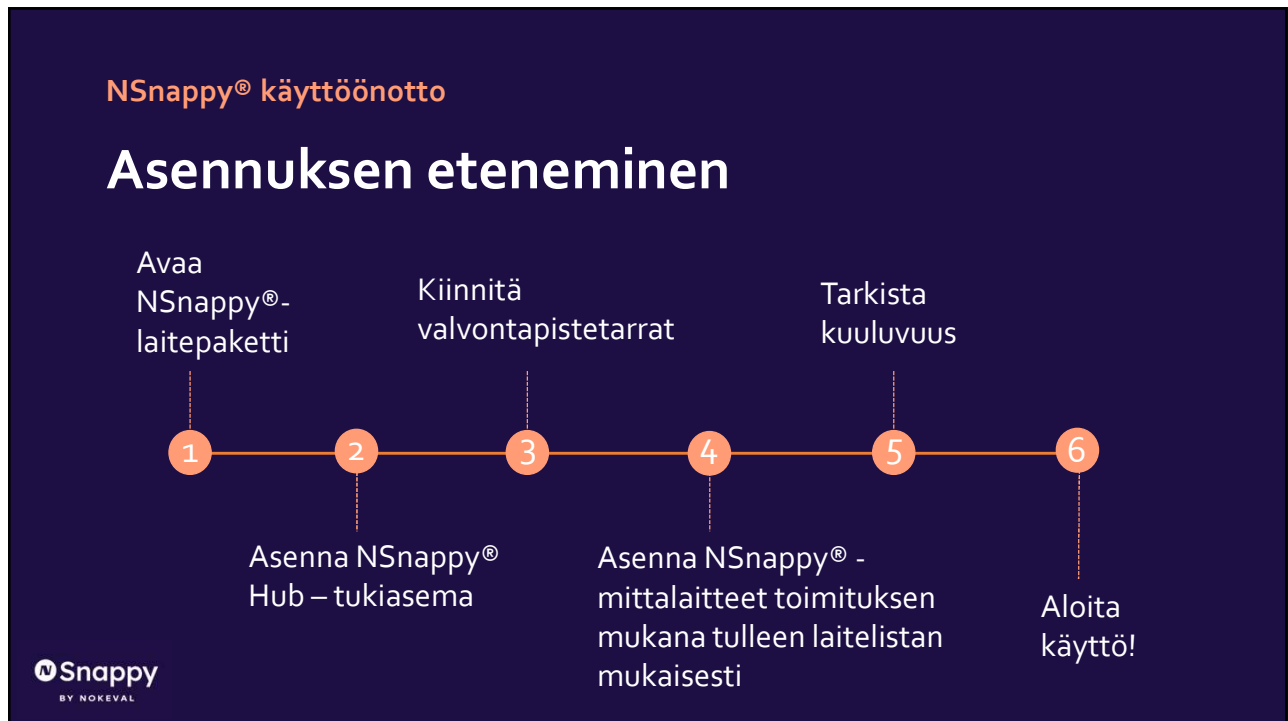 NSnappy® käyttöönotto
Asennuksen eteneminen
Avaa
NSnappy®-
laitepaketti
Kiinnitä
valvontapistetarrat
Tarkista
kuuluvuus
1
2
3
4
5
6
Asenna NSnappy®
Hub – tukiasema
Asenna NSnappy® -
mittalaitteet toimituksen
mukana tulleen laitelistan
mukaisesti
Aloita
käyttö!
N Snappy
BY NOKEVAL